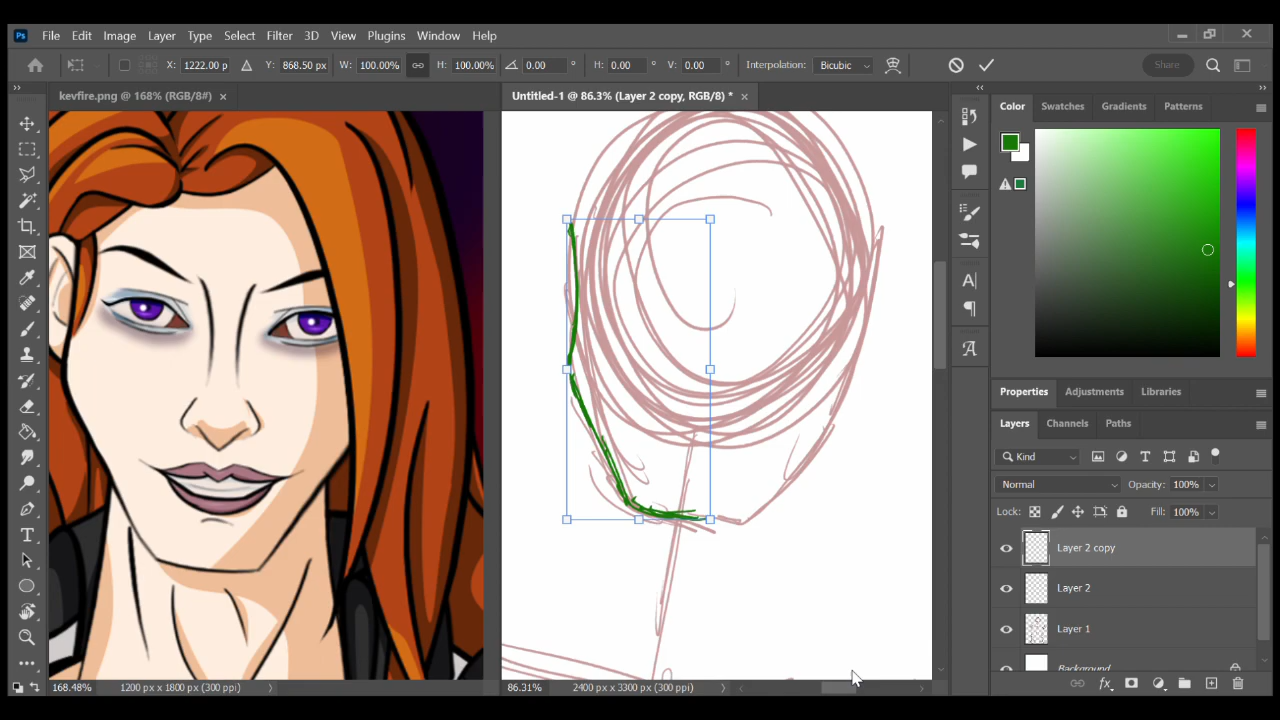 Ps File Edit Image Layer Type Select Filter 3D View Plugins Window Help
X: 1222.00 p Y: 868.50 px W: 100.00% H: 100.00% 0.00 ° H: 0.00 ° V: 0.00 ° Interpolation: Bicubic Share
kevfire.png @ 168% (RGB/8#) × Untitled-1 @ 86.3% (Layer 2 copy, RGB/8) * ×
Color Swatches Gradients Patterns
Properties Adjustments Libraries
Layers Channels Paths
Kind
Normal Opacity: 100%
Lock: Fill: 100%
Layer 2 copy
Layer 2
Layer 1
Background
168.48% 1200 px x 1800 px (300 ppi) 86.31% 2400 px x 3300 px (300 ppi)